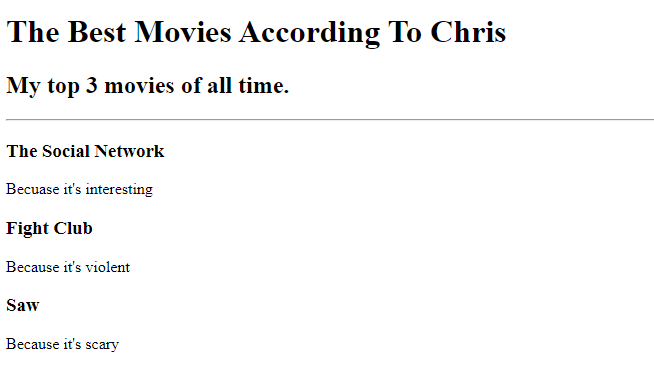 The Best Movies According To Chris
My top 3 movies of all time.
The Social Network
Becuase it's interesting
Fight Club
Because it's violent
Saw
Because it's scary